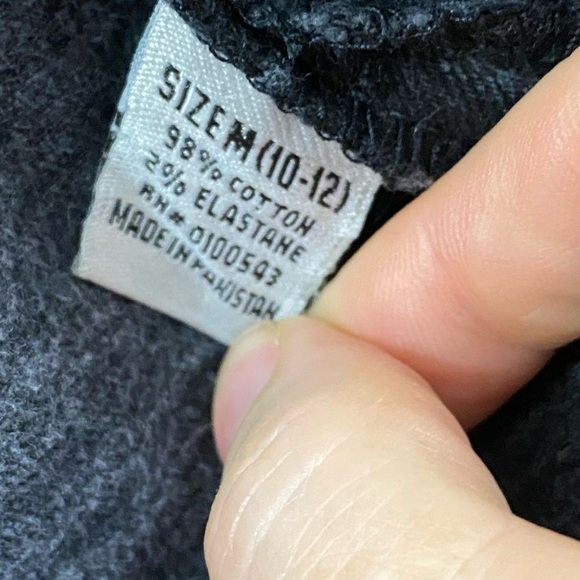 SIZE M (10-12)
98% COTTON
2% ELASTANE
RN# 0100543
MADE IN PAKISTAN